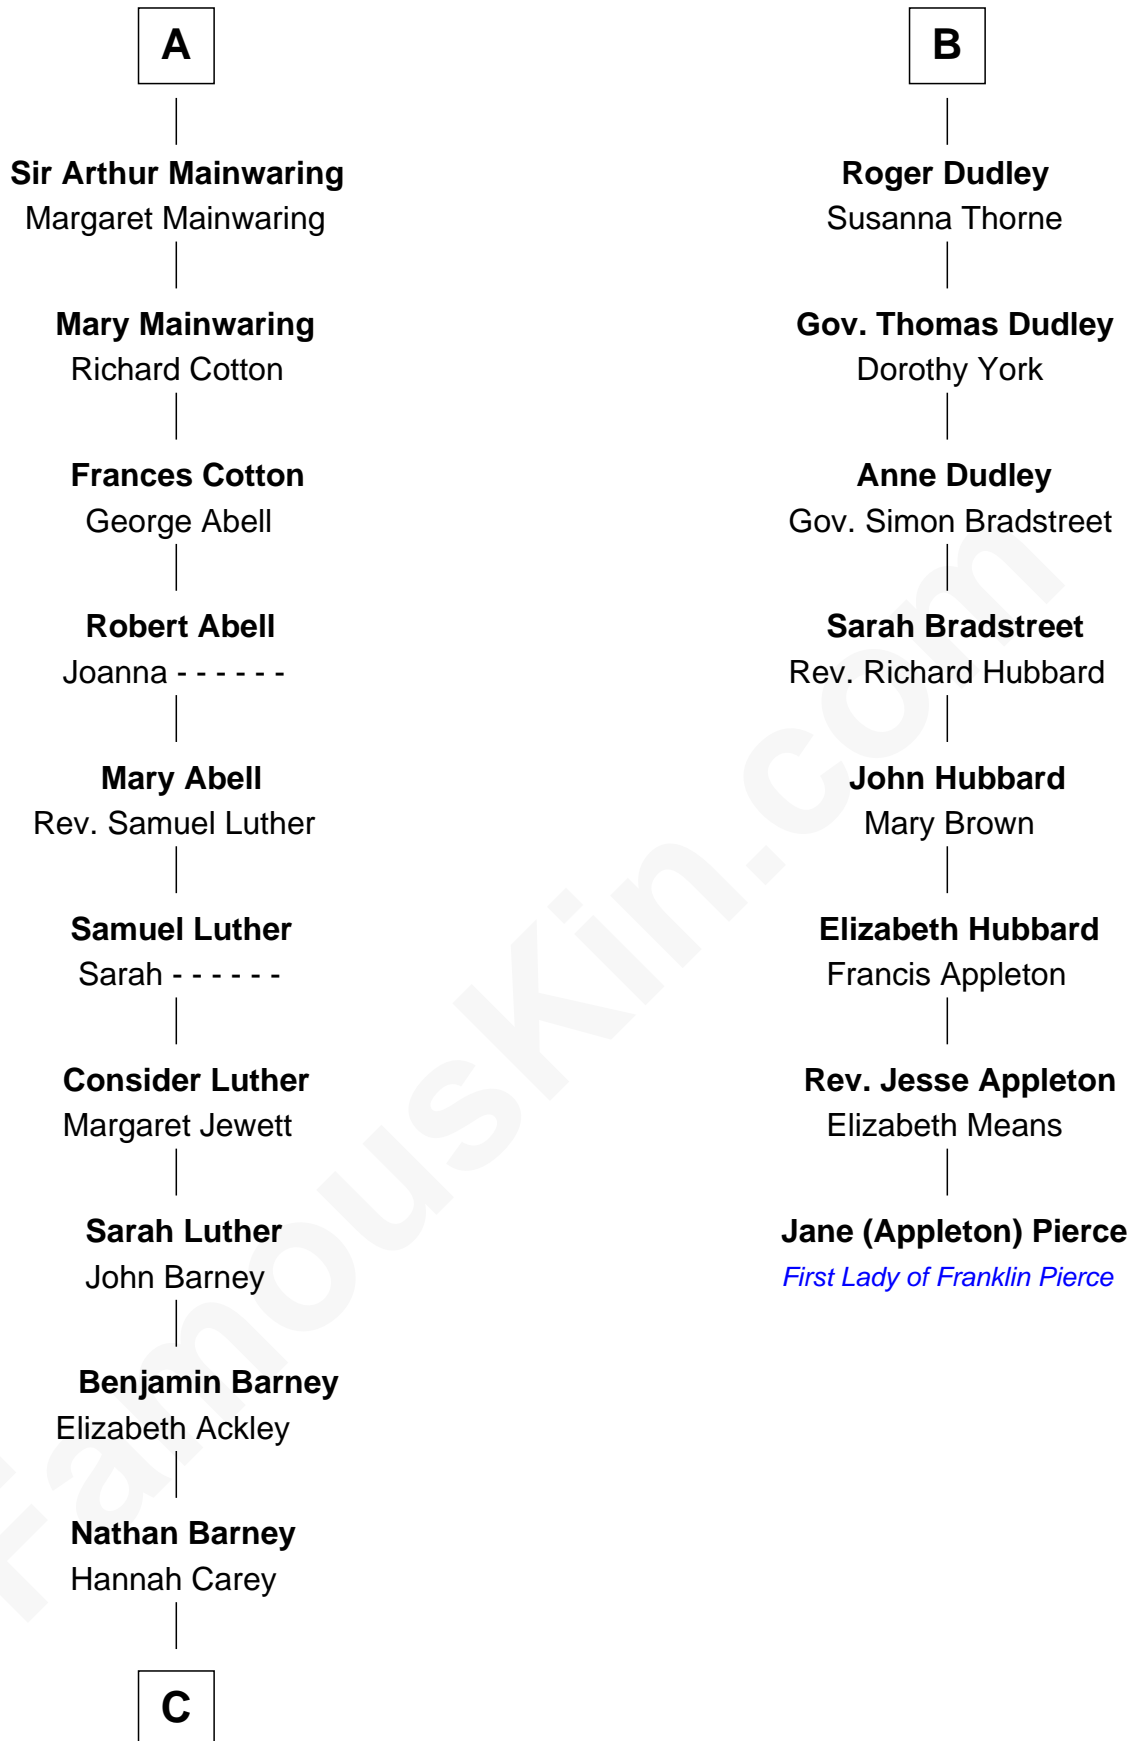 A
Sir Arthur Mainwaring
Margaret Mainwaring
Mary Mainwaring
Richard Cotton
Frances Cotton
George Abell
Robert Abell
Joanna - - - - - -
Mary Abell
Rev. Samuel Luther
Samuel Luther
Sarah - - - - - -
Consider Luther
Margaret Jewett
Sarah Luther
John Barney
Benjamin Barney
Elizabeth Ackley
Nathan Barney
Hannah Carey
C
B
Roger Dudley
Susanna Thorne
Gov. Thomas Dudley
Dorothy York
Anne Dudley
Gov. Simon Bradstreet
Sarah Bradstreet
Rev. Richard Hubbard
John Hubbard
Mary Brown
Elizabeth Hubbard
Francis Appleton
Rev. Jesse Appleton
Elizabeth Means
Jane (Appleton) Pierce
First Lady of Franklin Pierce
FamousKin.com